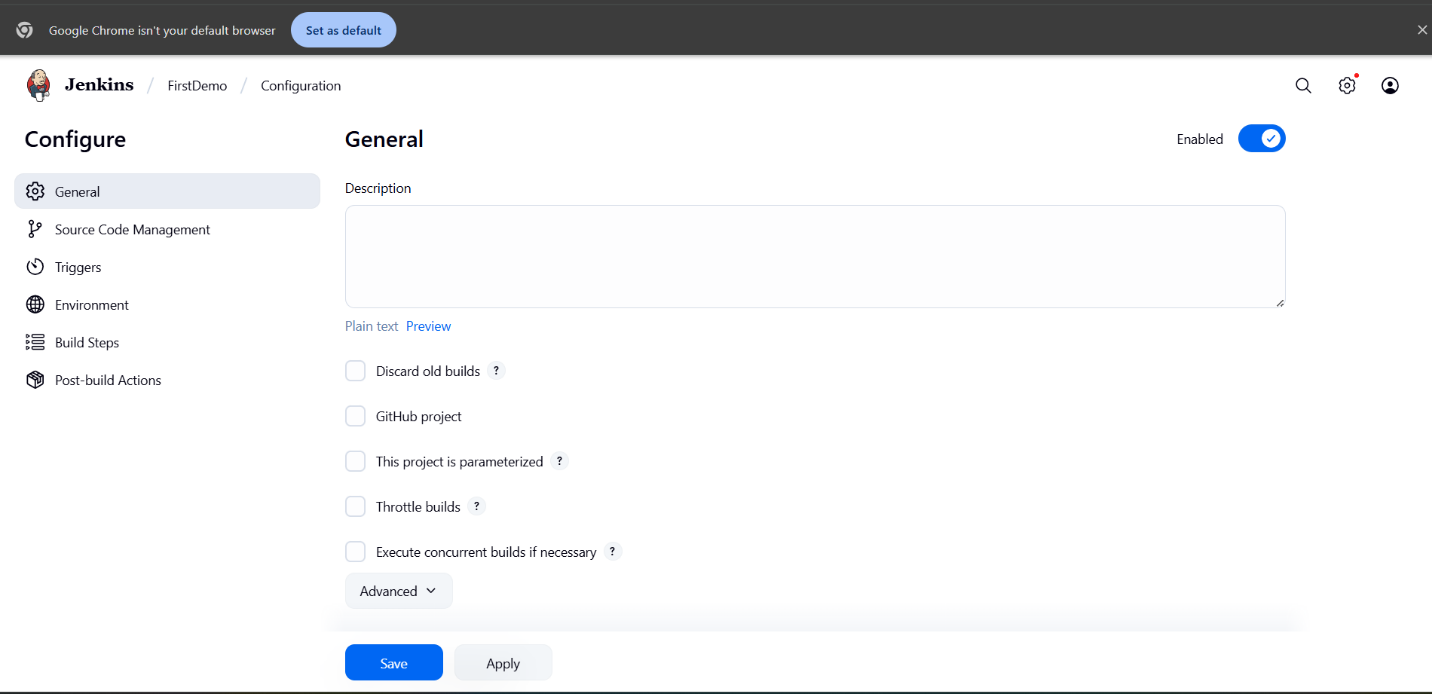 Google Chrome isn't your default browser Set as default
Jenkins / FirstDemo / Configuration
Configure
General
Source Code Management
Triggers
Environment
Build Steps
Post-build Actions
General Enabled
Description
Plain text Preview
Discard old builds ?
GitHub project
This project is parameterized ?
Throttle builds ?
Execute concurrent builds if necessary ?
Advanced
Save Apply